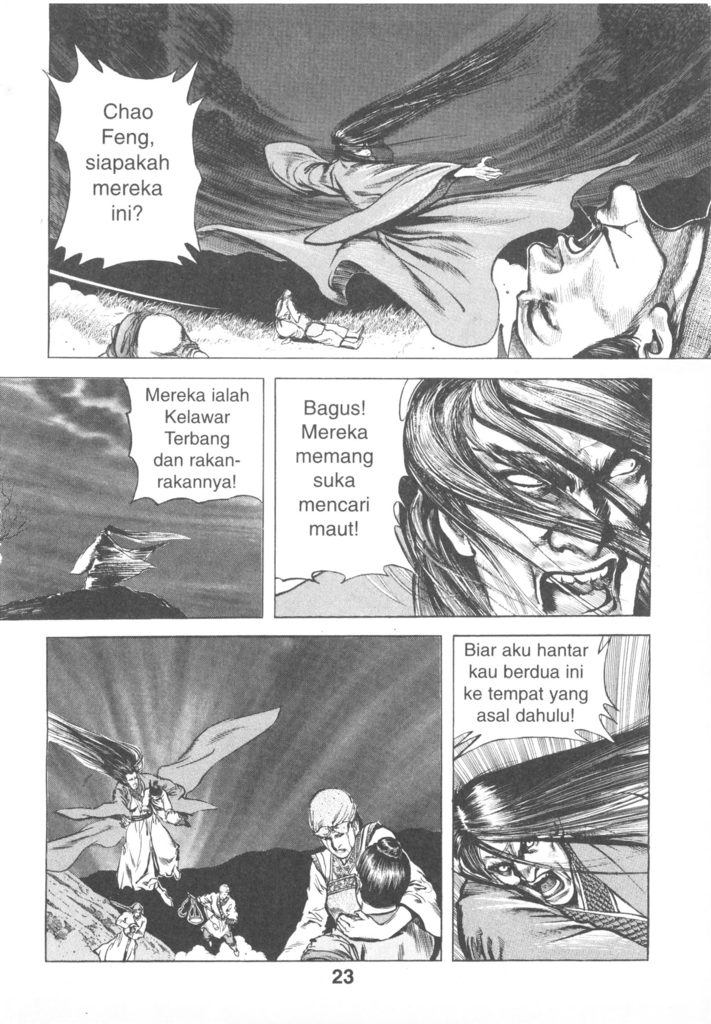 Chao
Feng,
siapakah
mereka
ini?
Mereka ialah
Kelawar
Terbang
dan rakan-
rakannya!
Bagus!
Mereka
memang
suka
mencari
maut!
Biar aku hantar
kau berdua ini
ke tempat yang
asal dahulu!
23